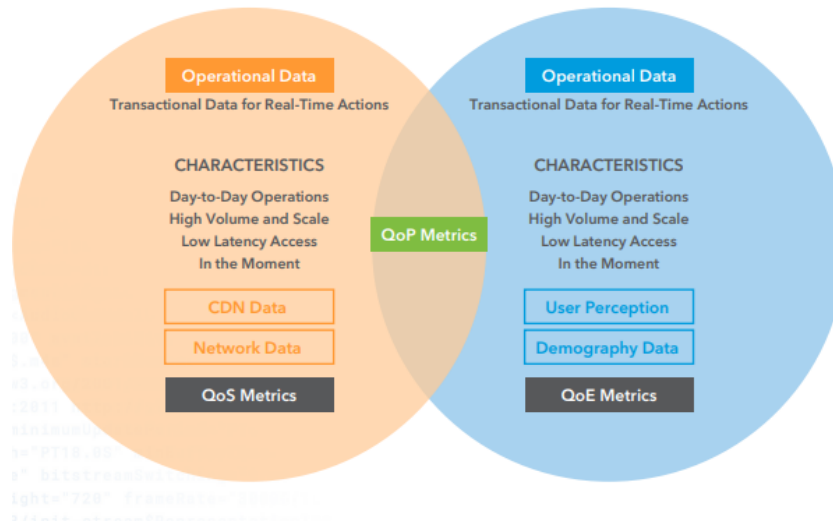 Operational Data
Transactional Data for Real-Time Actions
CHARACTERISTICS
Day-to-Day Operations
High Volume and Scale
Low Latency Access
In the Moment
CDN Data
Network Data
QoS Metrics
QoP Metrics
Operational Data
Transactional Data for Real-Time Actions
CHARACTERISTICS
Day-to-Day Operations
High Volume and Scale
Low Latency Access
In the Moment
User Perception
Demography Data
QoE Metrics